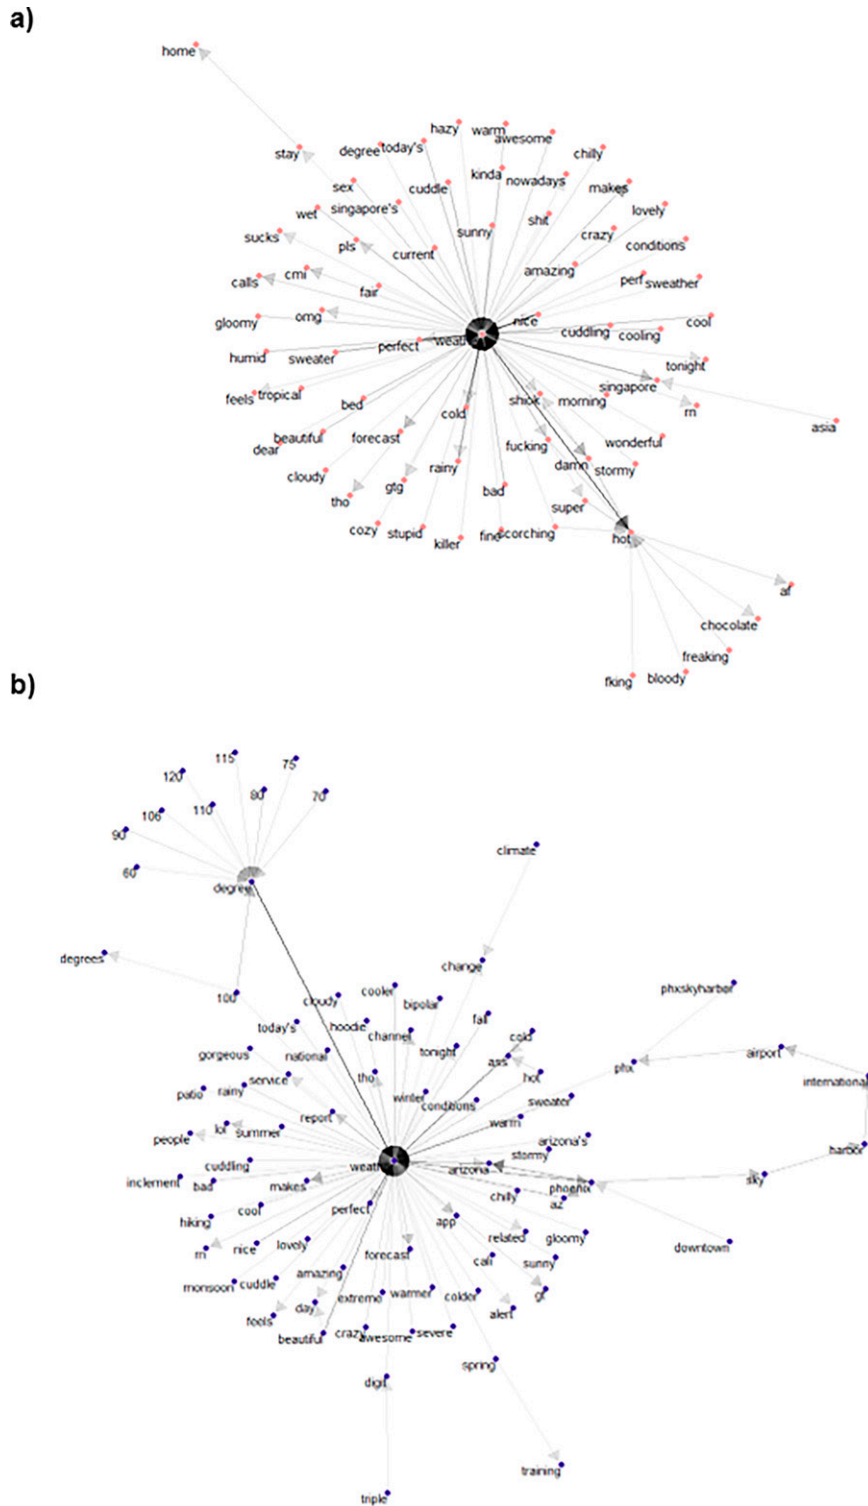 a)
home
hazy
warm
awesome
stay
degree
today's
kinda
nowadays
chilly
sex
cuddle
makes
wet
singapore's
sunny
shit
lovely
sucks
pls
current
crazy
conditions
calls
cmi
fair
amazing
perf
sweather
gloomy
omg
nice
cuddling
cooling
cool
humid
sweater
perfect
tonight
feels
tropical
bed
cold
shiok
morning
singapore
rn
asia
dear
beautiful
forecast
fucking
wonderful
cloudy
rainy
damn
stormy
tho
gtg
bad
super
cozy
stupid
killer
fine
scorching
hot
af
chocolate
freaking
bloody
fking
b)
115
75
120
80
70
106
110
90
60
degree
climate
degrees
change
100
cloudy
cooler
bipolar
phxskyharbor
today's
hoodie
channel
fall
cold
gorgeous
national
tonight
ass
phx
airport
service
tho
hot
international
patio
rainy
winter
conditions
sweater
people
lol
summer
report
warm
arizona's
harbor
cuddling
stormy
inclement
bad
makes
arizona
phoenix
sky
hiking
cool
perfect
chilly
az
rn
nice
lovely
forecast
app
related
gloomy
downtown
monsoon
cuddle
amazing
cali
sunny
feels
day
extreme
warmer
colder
alert
beautiful
crazy
awesome
severe
digit
spring
triple
training